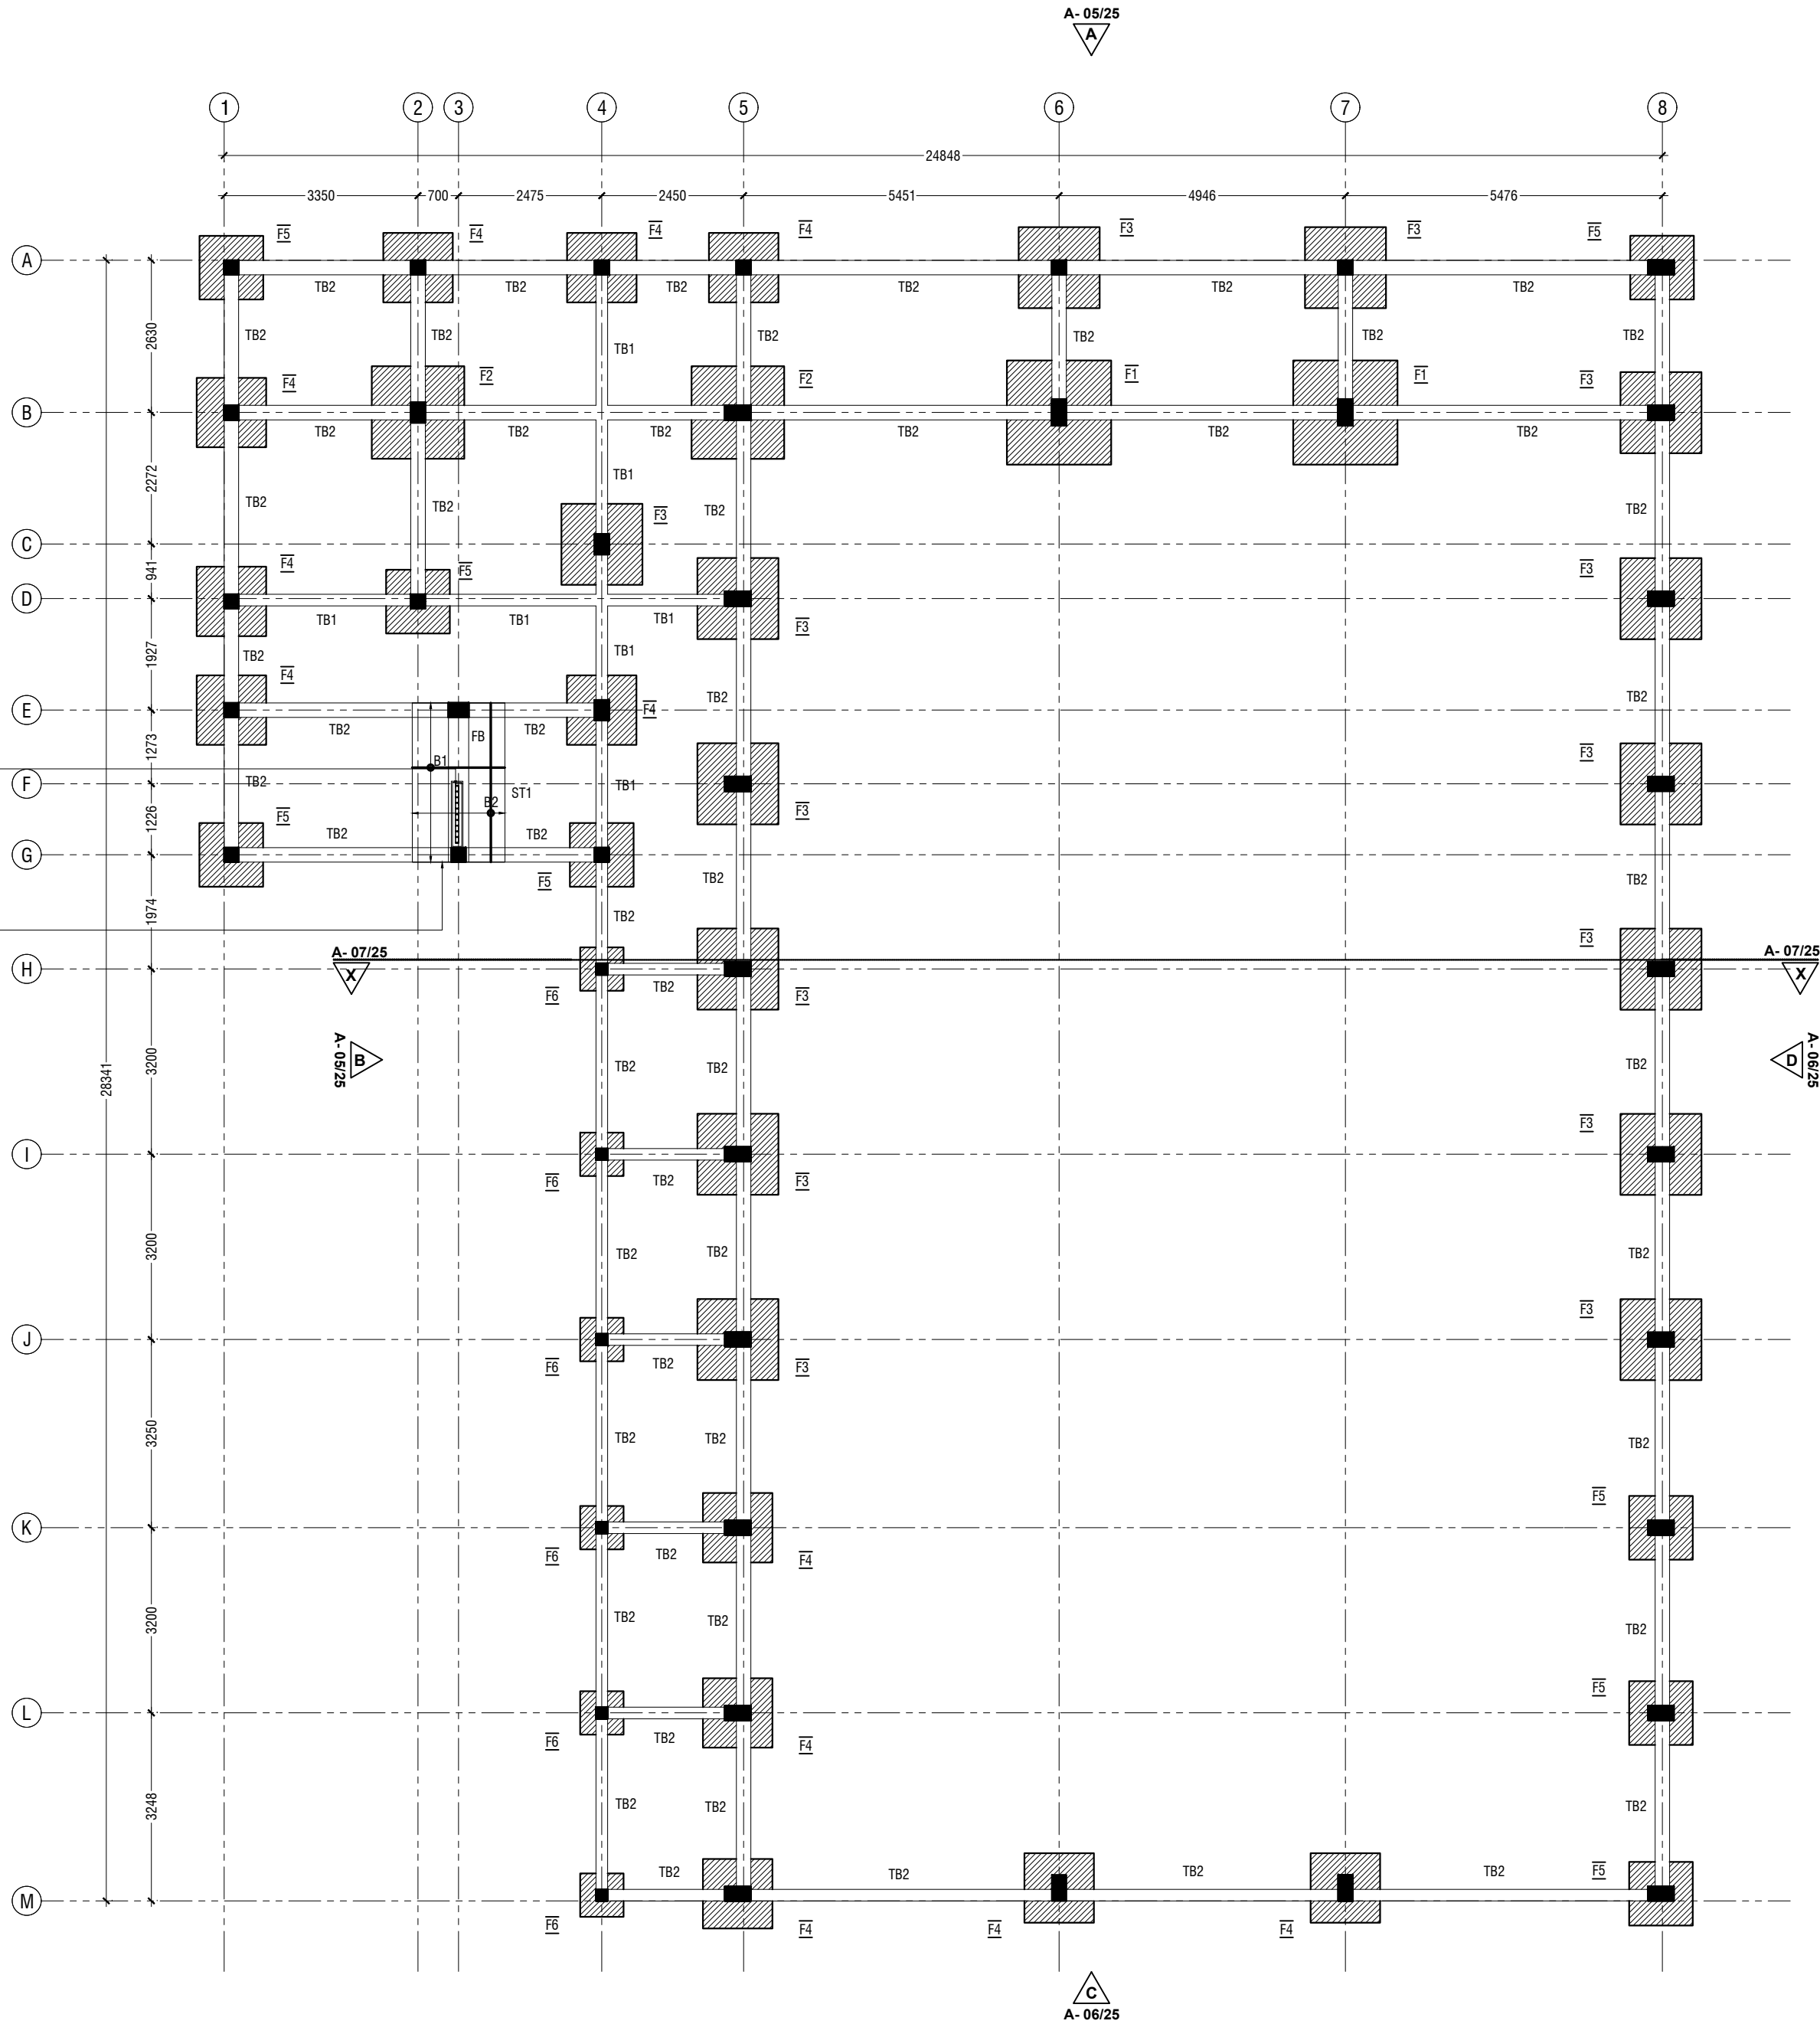 A- 05/25
A
1 2 3 4 5 6 7 8
24848
3350 700 2475 2450 5451 4946 5476
F5 F4 F4 F4 F3 F3 F5
A
TB2 TB2 TB2 TB2 TB2 TB2
2630
TB2 TB2 TB1 TB2 TB2 TB2 TB2
F4 F2 F2 F1 F1 F3
B
TB2 TB2 TB2 TB2 TB2 TB2
2272
TB2 TB2 TB1 TB2 TB2
F3
C
941
F4 F5 F3
D
TB1 TB1 TB1 F3
1927
TB2 TB1
F4 TB2 TB2
E
F4
TB2 FB TB2
1273
B1 F3
F
TB2 TB1
ST1
B2
F3
1226
F5
TB2 TB2
G
F5 TB2 TB2
1974
TB2
F3
A- 07/25 A- 07/25
X X
H
TB2
F6 F3
A- 05/25
B
D
A- 06/25
28341
3200
TB2 TB2 TB2
F3
I
TB2
F6 F3
3200
TB2 TB2 TB2
F3
J
TB2
F6 F3
3250
TB2 TB2 TB2
F5
K
TB2
F6 F4
3200
TB2 TB2 TB2
F5
L
TB2
F6 F4
3248
TB2 TB2 TB2
TB2 TB2 TB2 TB2 F5
M
F6 F4 F4 F4
C
A- 06/25